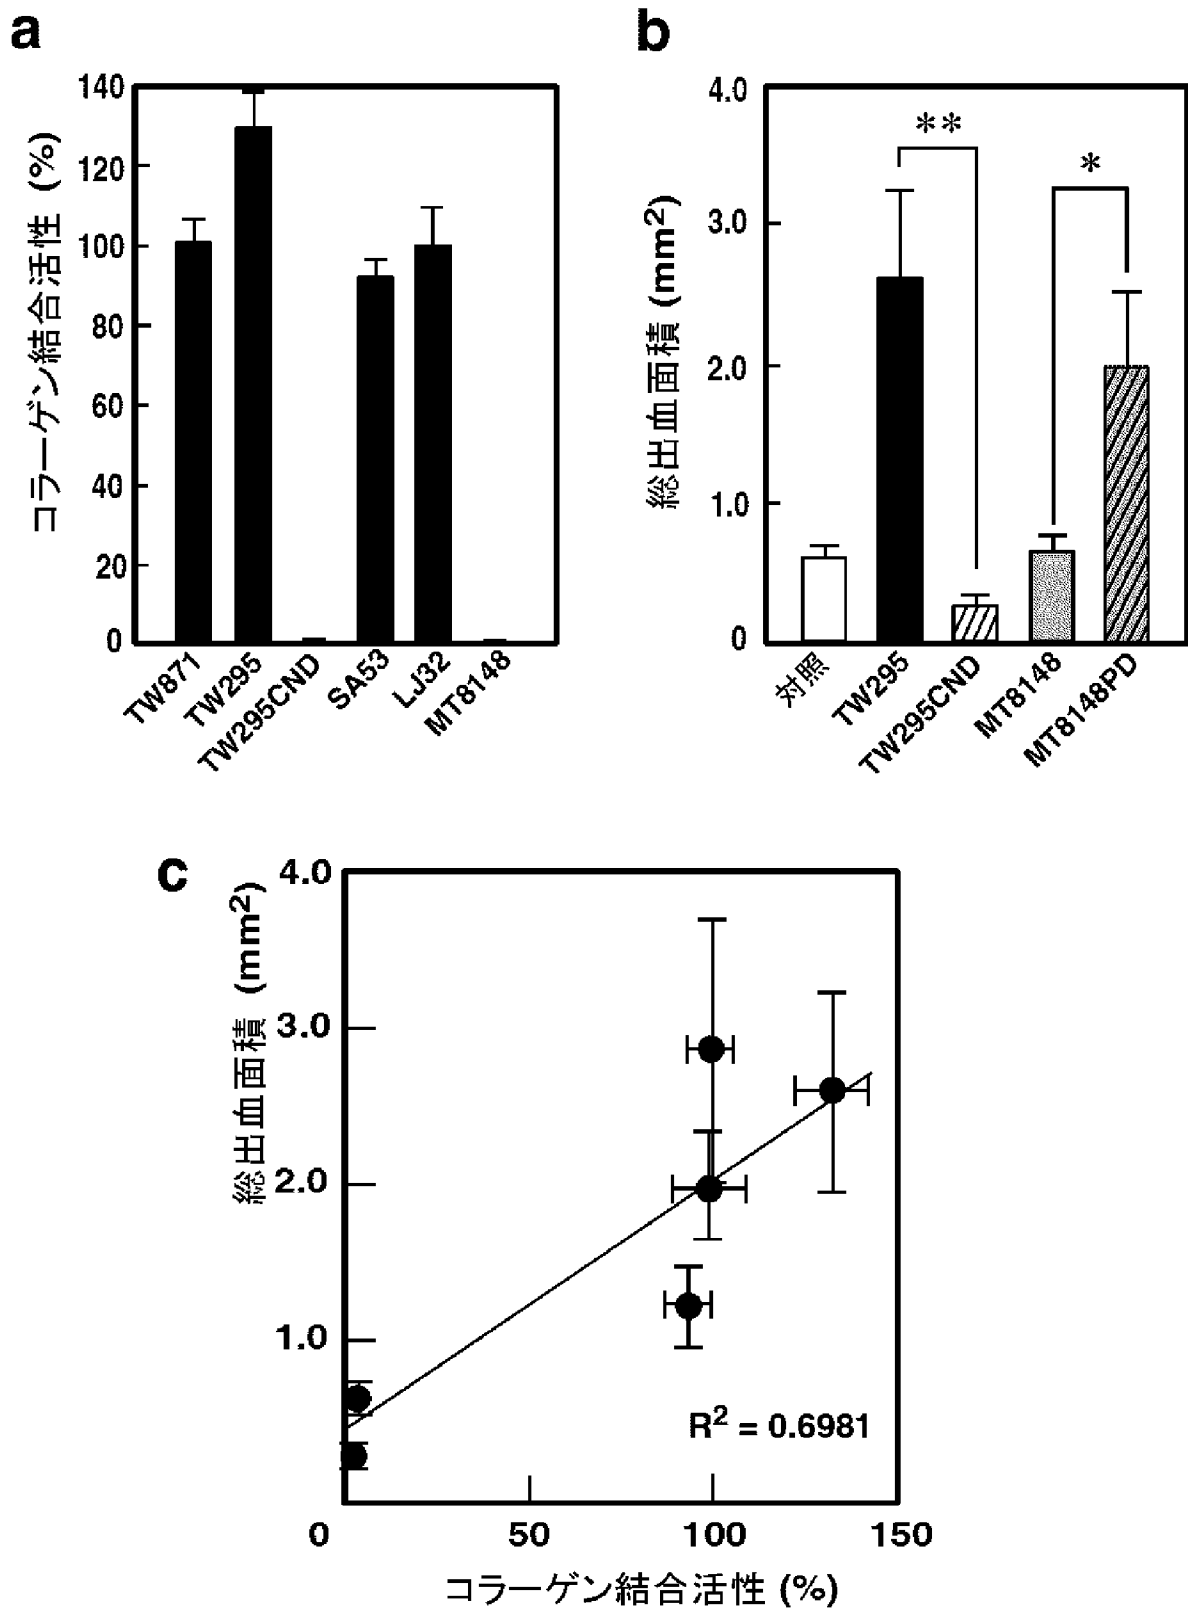 a
コラーゲン結合活性 (%)
140
120
100
80
60
40
20
0
TW871
TW295
TW295CND
SA53
LJ32
MT8148
b
総出血面積 (mm²)
4.0
3.0
2.0
1.0
0
**
*
対照
TW295
TW295CND
MT8148
MT8148PD
c
総出血面積 (mm²)
4.0
3.0
2.0
1.0
R² = 0.6981
0 50 100 150
コラーゲン結合活性 (%)